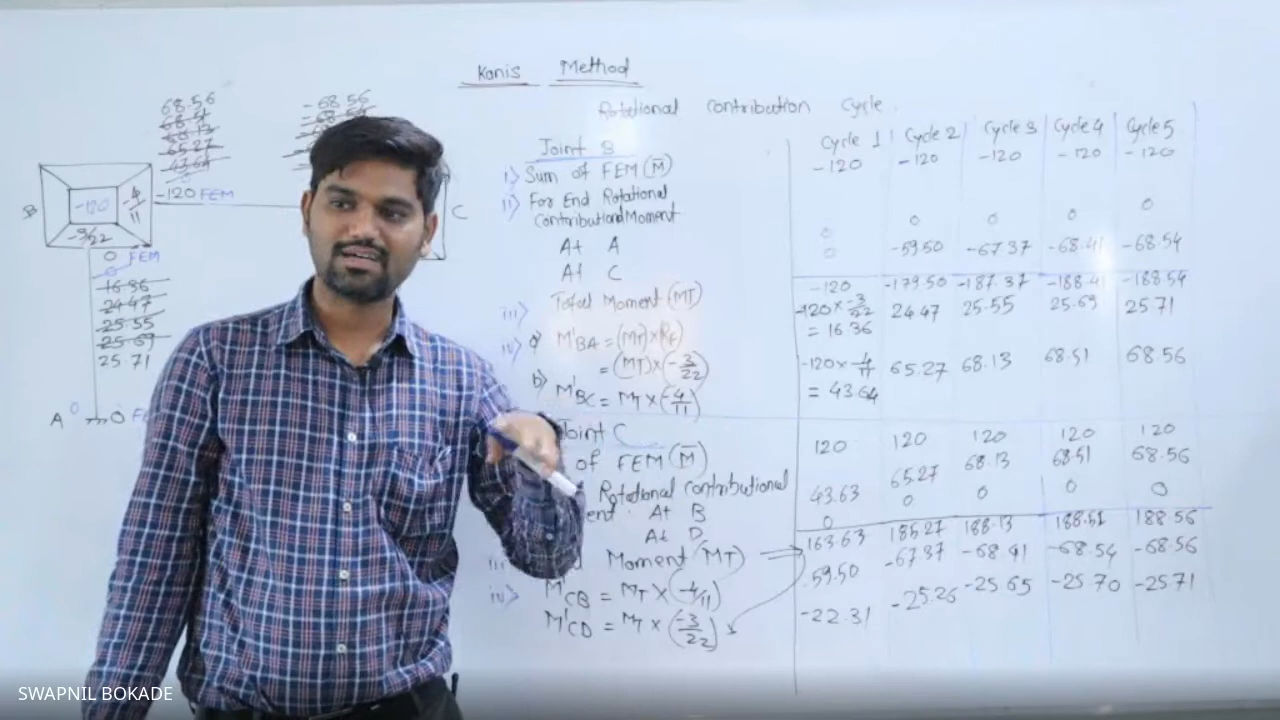 Kanis Method
Rotational Contribution Cycle.
68.56
68.51
68.13
65.27
43.64
0
-120 FEM
B
-120
-4/11
-3/22
0 FEM
0
16.36
24.47
25.55
25.69
25.71
A 0
0
-68.56
C
Joint B
i) Sum of FEM (M)
ii) For End Rotational
Contribution Moment
At A
At C
iii) Total Moment (MT)
iv) a) M'BA = (MT) x RF)
= (MT) x (-3/22)
b) M'BC = MT x (-4/11)
Joint C
of FEM (M)
Rotational Contributional
ent At B
At D
Moment (MT)
iv) M'CB = MT x (-4/11)
M'CD = MT x (-3/22)
Cycle 1 Cycle 2 Cycle 3 Cycle 4 Cycle 5
-120 -120 -120 -120 -120
0 0 0 0 0
0 -59.50 -67.37 -68.41 -68.54
-120 -179.50 -187.37 -188.41 -188.54
-120 x -3/22 24.47 25.55 25.69 25.71
= 16.36
-120 x -4/11 65.27 68.13 68.51 68.56
= 43.64
120 120 120 120 120
43.63 65.27 68.13 68.51 68.56
0 0 0 0 0
163.63 185.27 188.13 188.51 188.56
-59.50 -67.37 -68.41 -68.54 -68.56
-22.31 -25.26 -25.65 -25.70 -25.71
SWAPNIL BOKADE